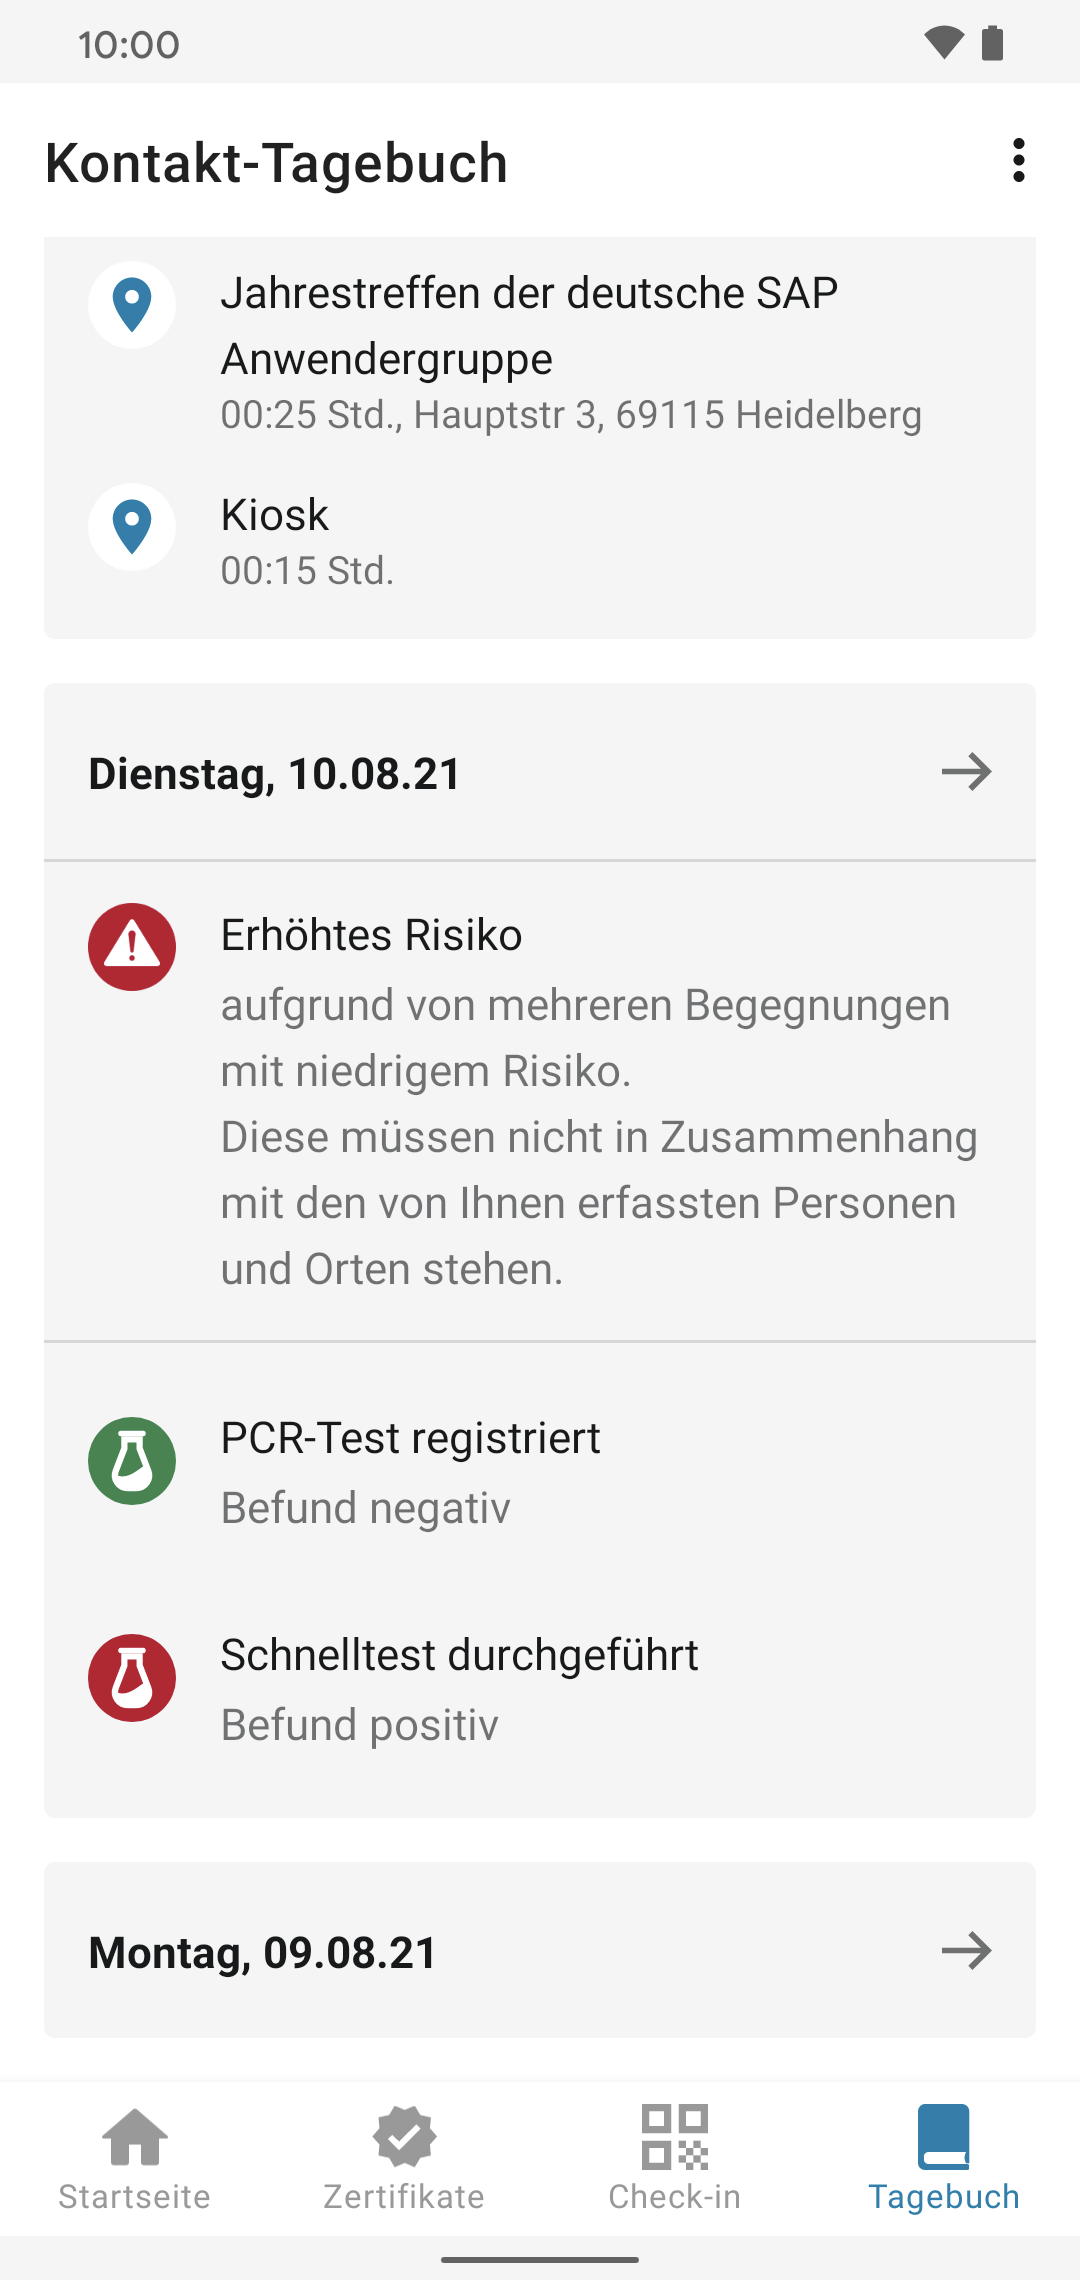 10:00
Kontakt-Tagebuch
Jahrestreffen der deutsche SAP
Anwendergruppe
00:25 Std., Hauptstr 3, 69115 Heidelberg
Kiosk
00:15 Std.
Dienstag, 10.08.21
Erhöhtes Risiko
aufgrund von mehreren Begegnungen
mit niedrigem Risiko.
Diese müssen nicht in Zusammenhang
mit den von Ihnen erfassten Personen
und Orten stehen.
PCR-Test registriert
Befund negativ
Schnelltest durchgeführt
Befund positiv
Montag, 09.08.21
Startseite
Zertifikate
Check-in
Tagebuch